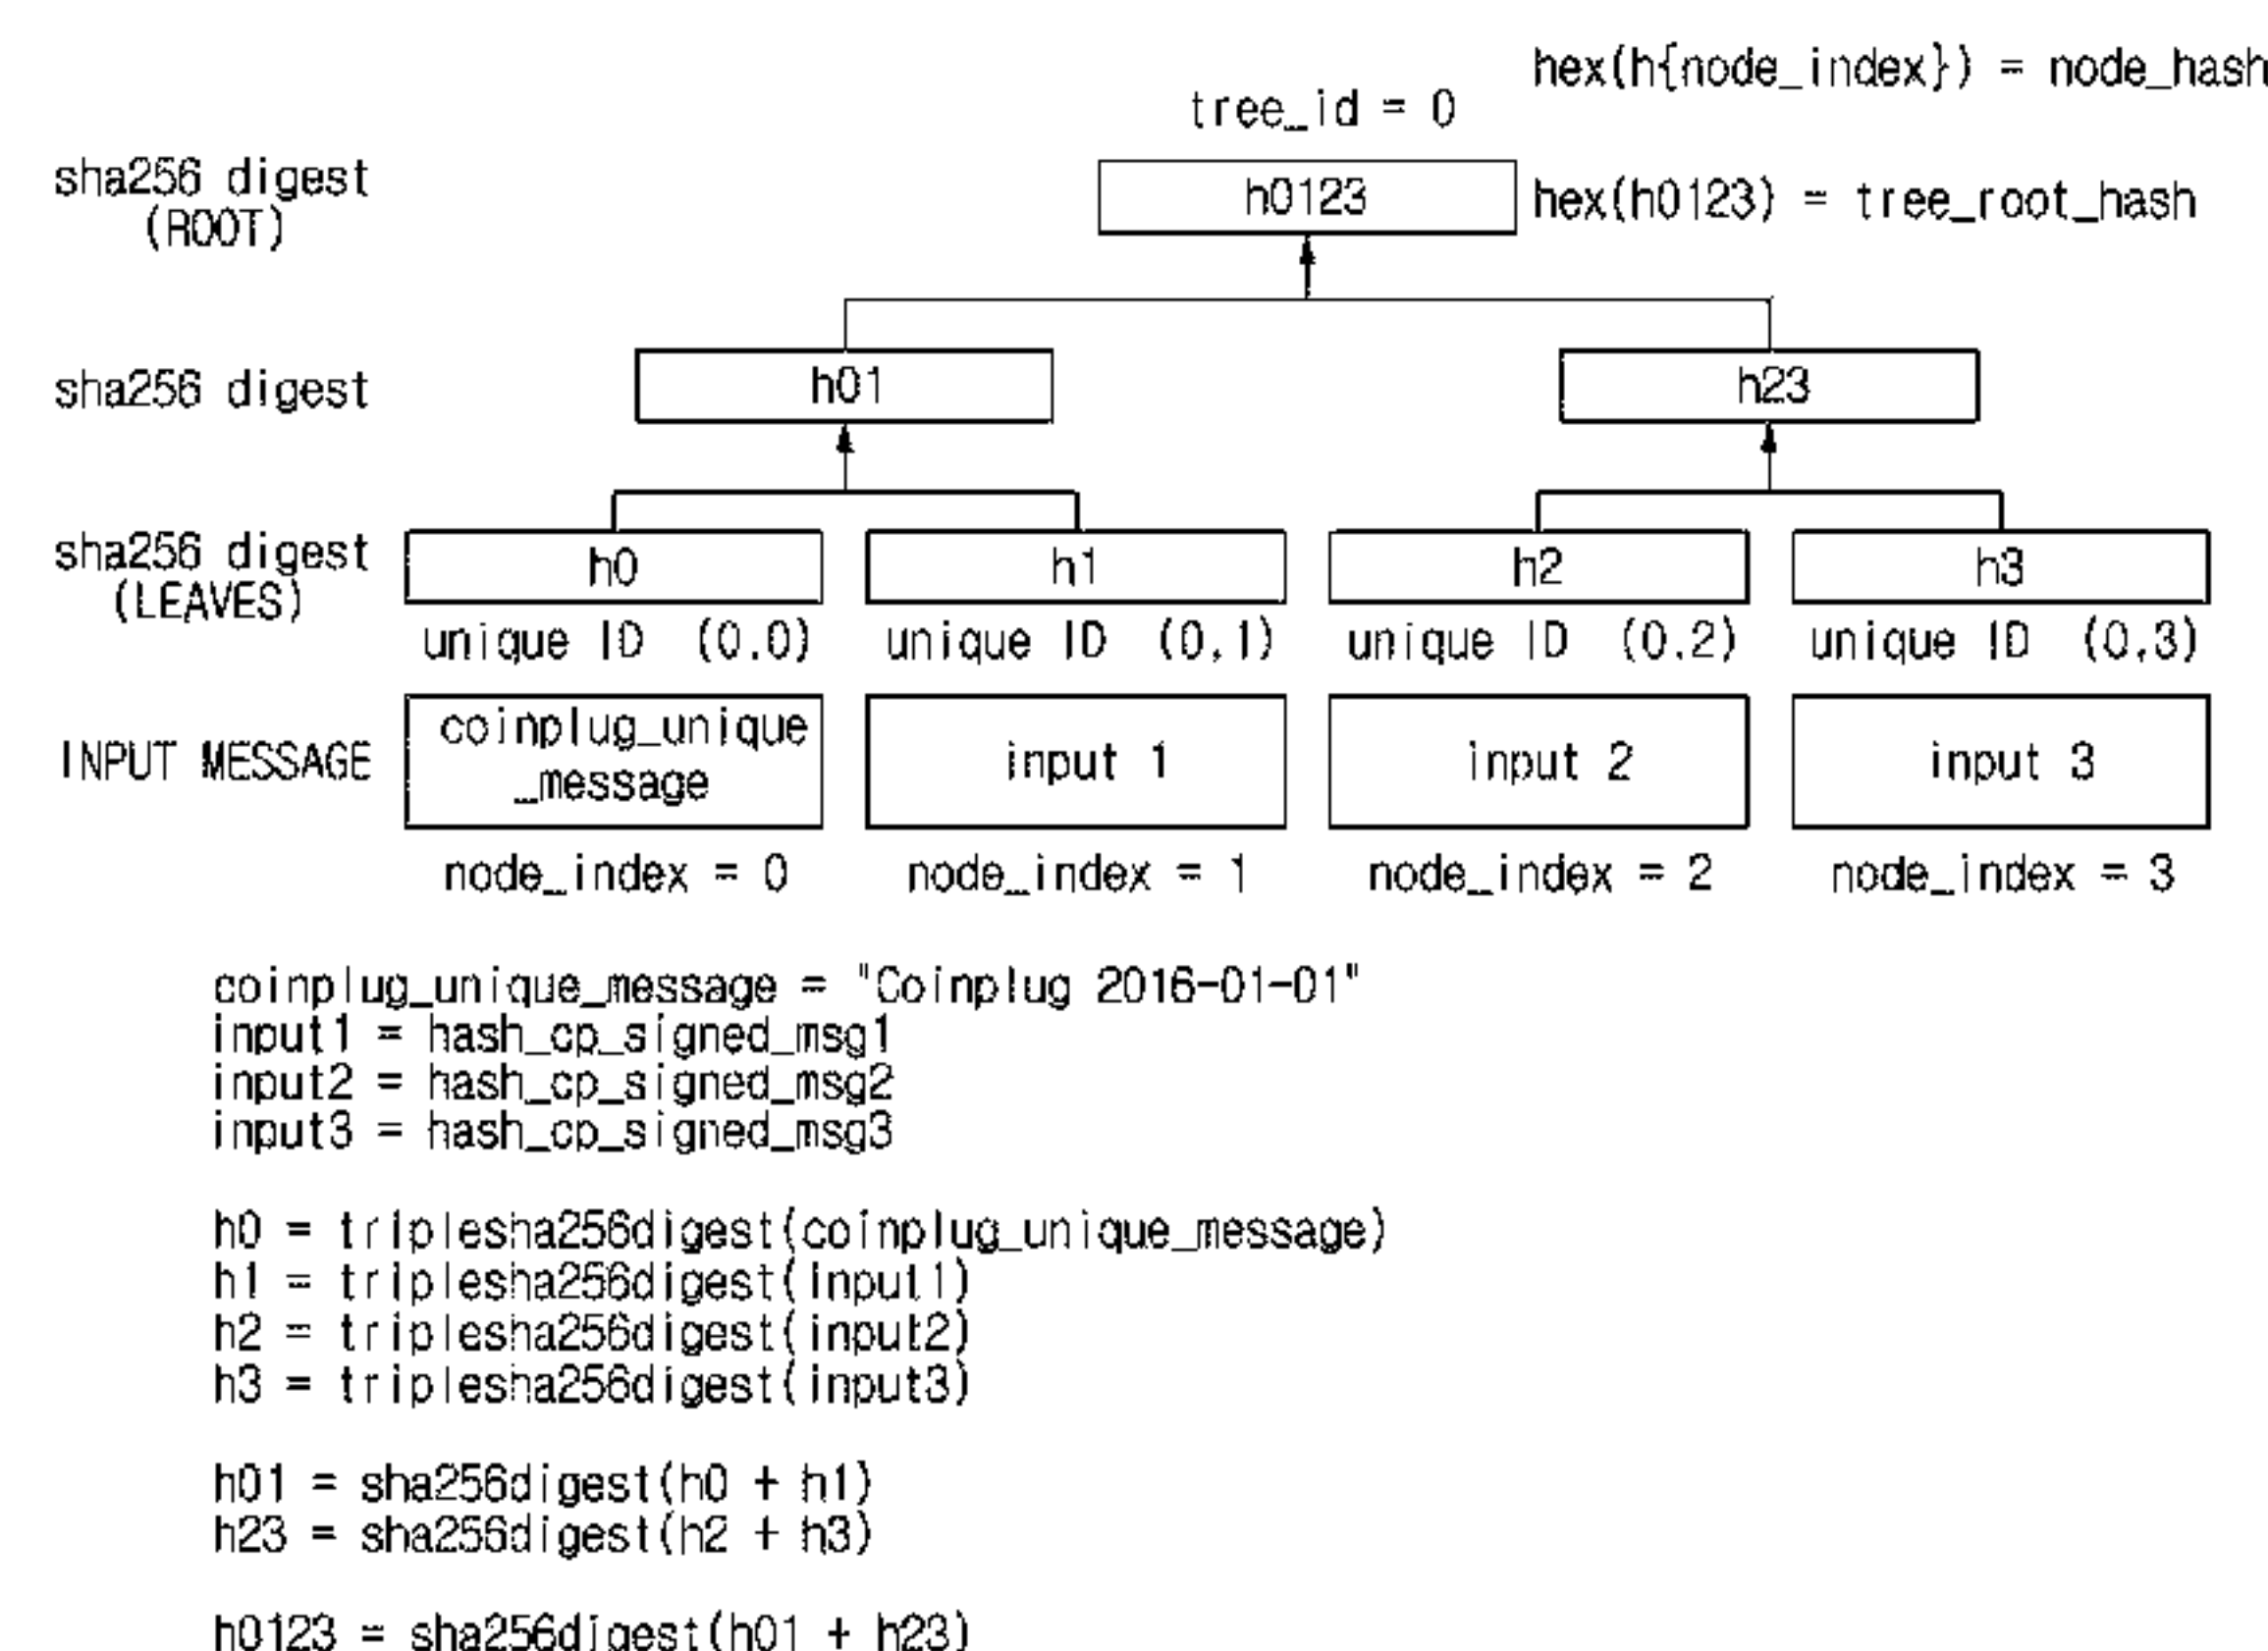 hex(h{node_index}) = node_hash
tree_id = 0
sha256 digest
(ROOT)
h0123
hex(h0123) = tree_root_hash
sha256 digest
h01
h23
sha256 digest
(LEAVES)
h0
h1
h2
h3
unique ID (0.0)
unique ID (0,1)
unique ID (0.2)
unique ID (0,3)
INPUT MESSAGE
coinplug_unique
_message
input 1
input 2
input 3
node_index = 0
node_index = 1
node_index = 2
node_index = 3
coinplug_unique_message = "Coinplug 2016-01-01"
input1 = hash_cp_signed_msg1
input2 = hash_cp_signed_msg2
input3 = hash_cp_signed_msg3
h0 = triplesha256digest(coinplug_unique_message)
h1 = triplesha256digest(input1)
h2 = triplesha256digest(input2)
h3 = triplesha256digest(input3)
h01 = sha256digest(h0 + h1)
h23 = sha256digest(h2 + h3)
h0123 = sha256digest(h01 + h23)